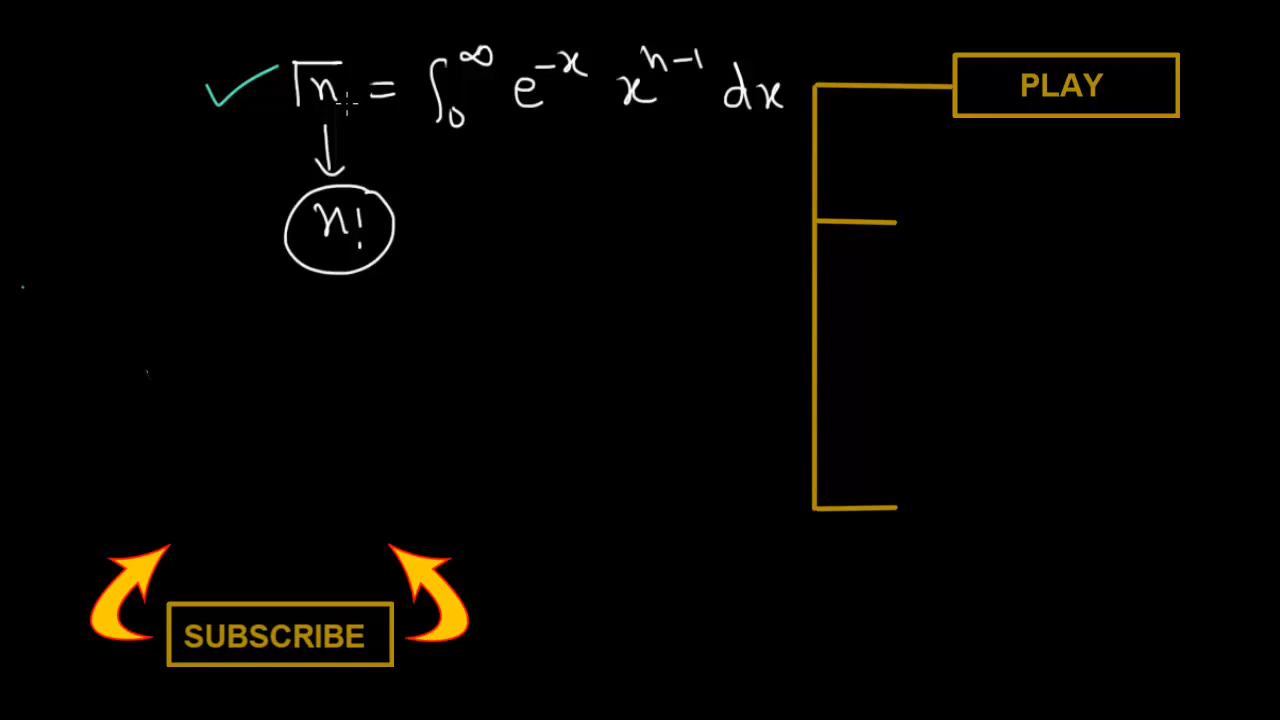 Γn = ∫₀^∞ e^{-x} x^{n-1} dx
PLAY
n!
SUBSCRIBE